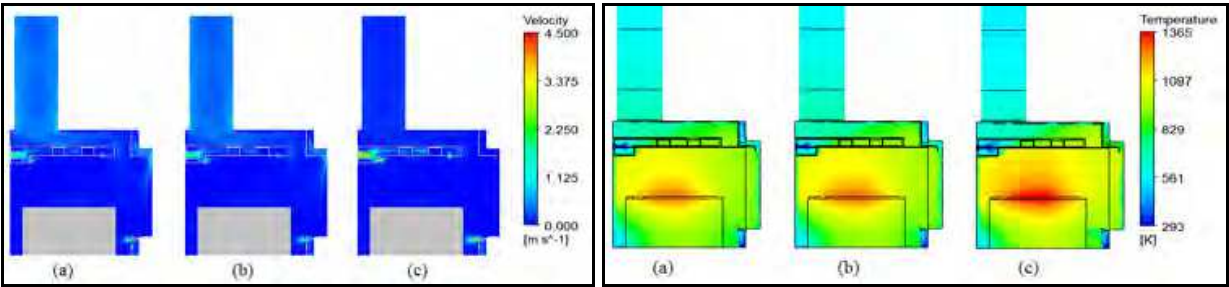 Velocity
4.500
3.375
2.250
1.125
0.000
[m s^-1]
(a)
(b)
(c)
Temperature
1365
1097
829
561
293
[K]
(a)
(b)
(c)